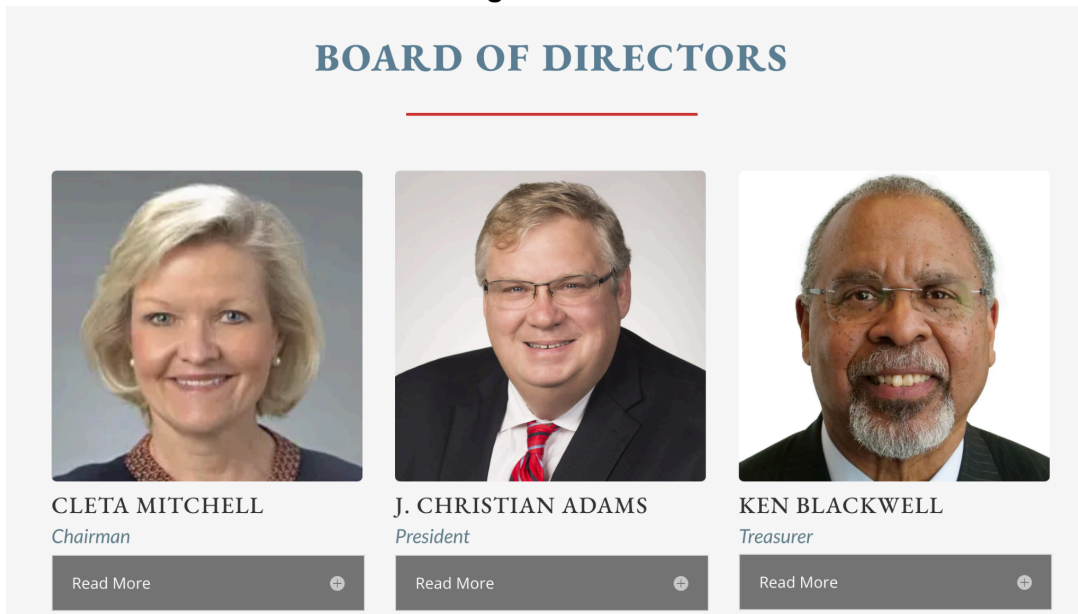 BOARD OF DIRECTORS
CLETA MITCHELL
Chairman
Read More
J. CHRISTIAN ADAMS
President
Read More
KEN BLACKWELL
Treasurer
Read More